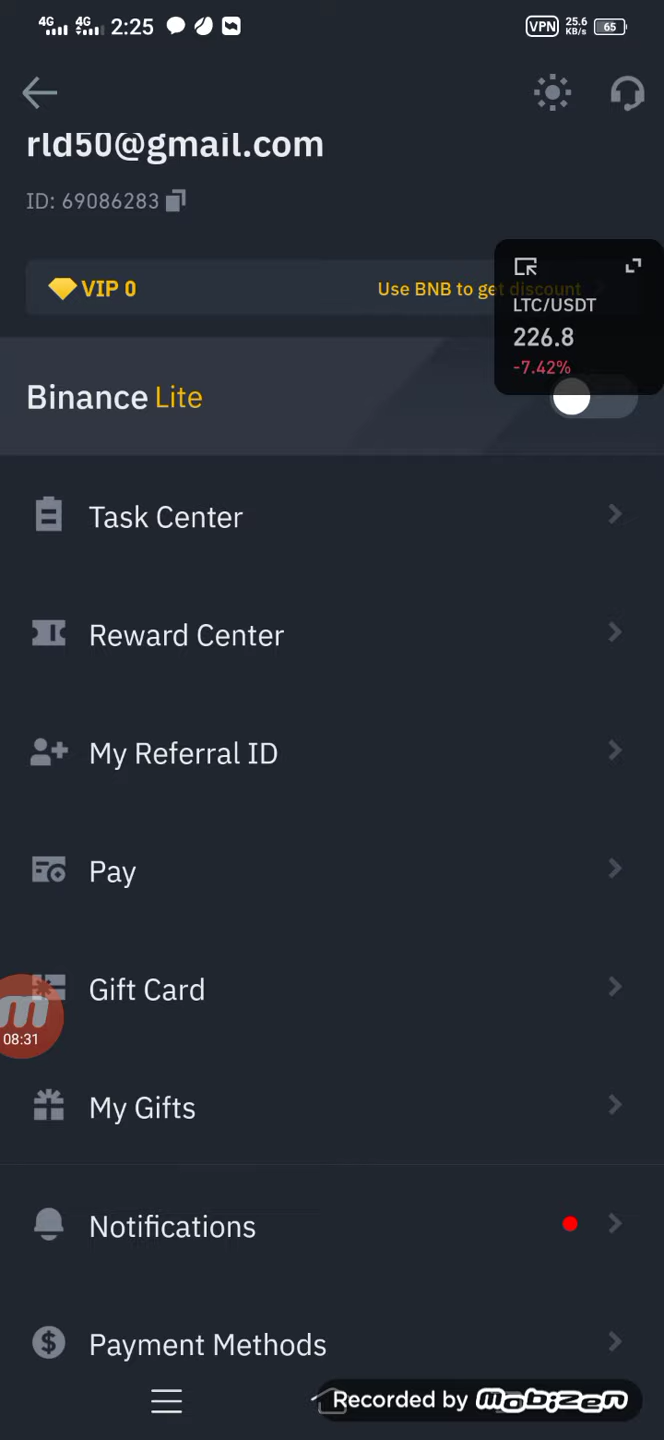 4G 4G 2:25 VPN 25.6 KB/s 65
rld50@gmail.com
ID: 69086283
VIP 0 Use BNB to get discount
LTC/USDT
226.8
-7.42%
Binance Lite
Task Center
Reward Center
My Referral ID
Pay
Gift Card
m
08:31
My Gifts
Notifications
$ Payment Methods
Recorded by mobizen